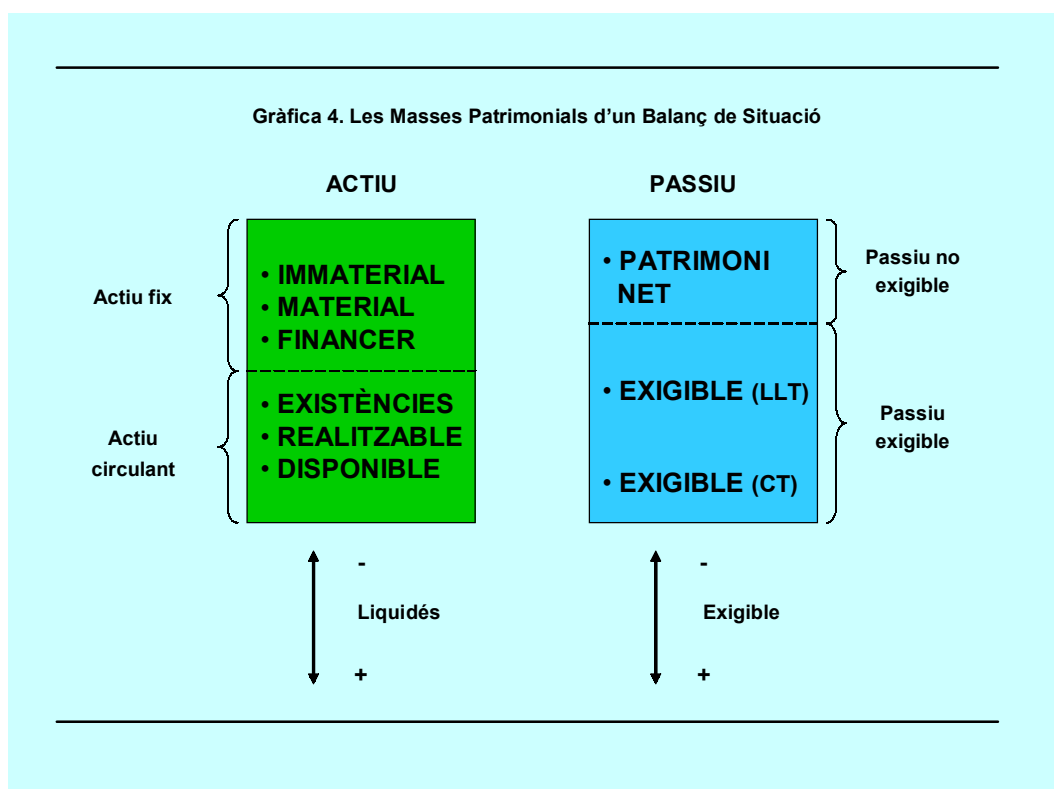 Gràfica 4. Les Masses Patrimonials d’un Balanç de Situació
ACTIU
PASSIU
Actiu fix
• IMMATERIAL
• MATERIAL
• FINANCER
Actiu
circulant
• EXISTÈNCIES
• REALITZABLE
• DISPONIBLE
• PATRIMONI
NET
Passiu no
exigible
• EXIGIBLE (LLT)
• EXIGIBLE (CT)
Passiu
exigible
-
Liquidés
+
-
Exigible
+